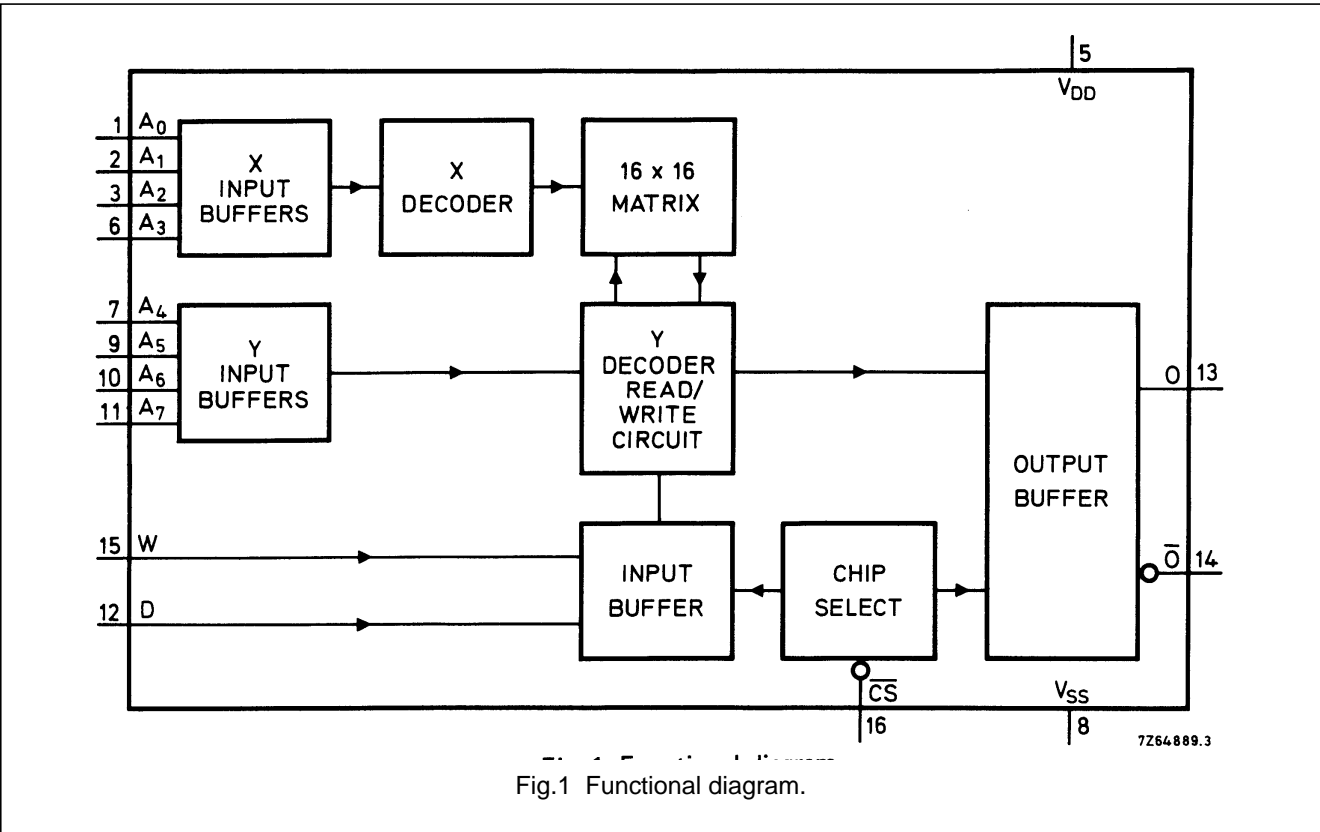 5
VDD
1 A0
2 A1
3 A2
6 A3
X
INPUT
BUFFERS
X
DECODER
16 x 16
MATRIX
7 A4
9 A5
10 A6
11 A7
Y
INPUT
BUFFERS
Y
DECODER
READ/
WRITE
CIRCUIT
OUTPUT
BUFFER
O 13
O̅ 14
15 W
12 D
INPUT
BUFFER
CHIP
SELECT
C̅S̅
16
VSS
8
7Z64889.3
Fig.1 Functional diagram.